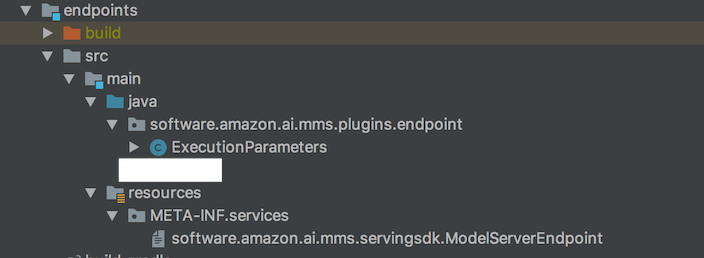 endpoints
build
src
main
java
software.amazon.ai.mms.plugins.endpoint
ExecutionParameters
resources
META-INF.services
software.amazon.ai.mms.servingsdk.ModelServerEndpoint